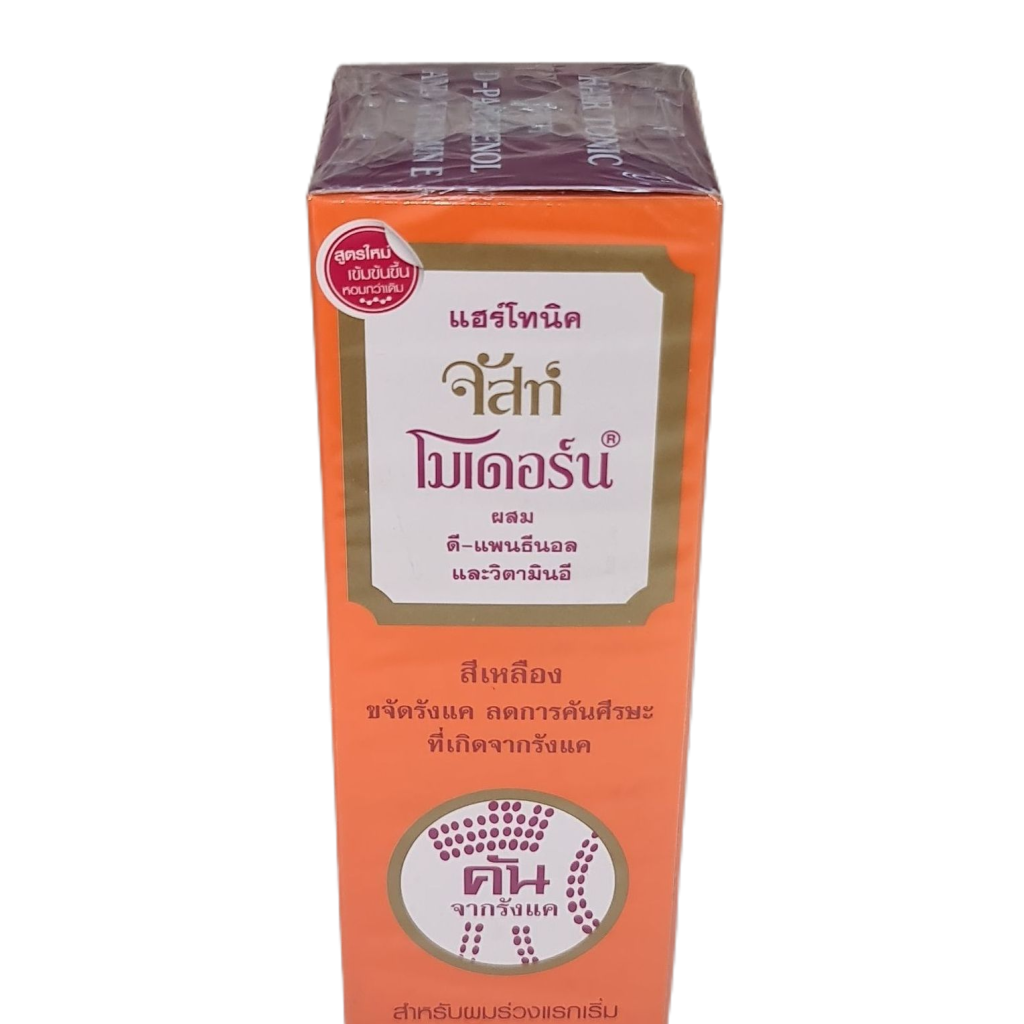 HAIR TONIC
D-PANTHENOL
AND VITAMIN E
สูตรใหม่
เข้มข้นขึ้น
หอมกว่าเดิม
แฮร์โทนิค
จัสท์
โมเดอร์น®
ผสม
ดี-แพนธีนอล
และวิตามินอี
สีเหลือง
ขจัดรังแค ลดการคันศีรษะ
ที่เกิดจากรังแค
คัน
จากรังแค
สำหรับผมร่วงแรกเริ่ม